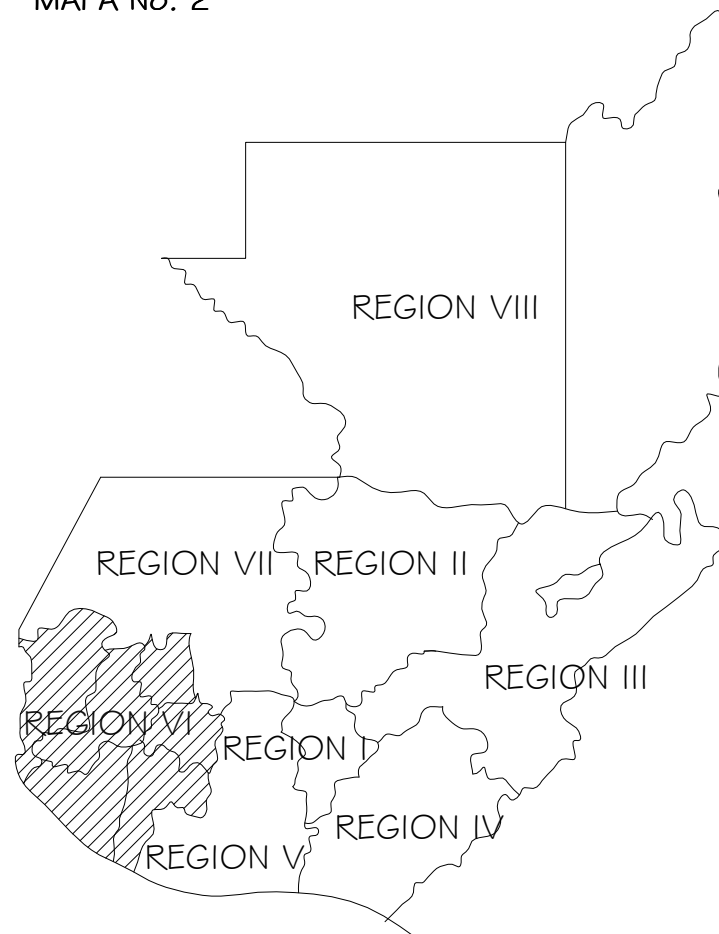 MAPA No. 2
REGION VIII
REGION VII
REGION II
REGION III
REGION VI
REGION I
REGION IV
REGION V